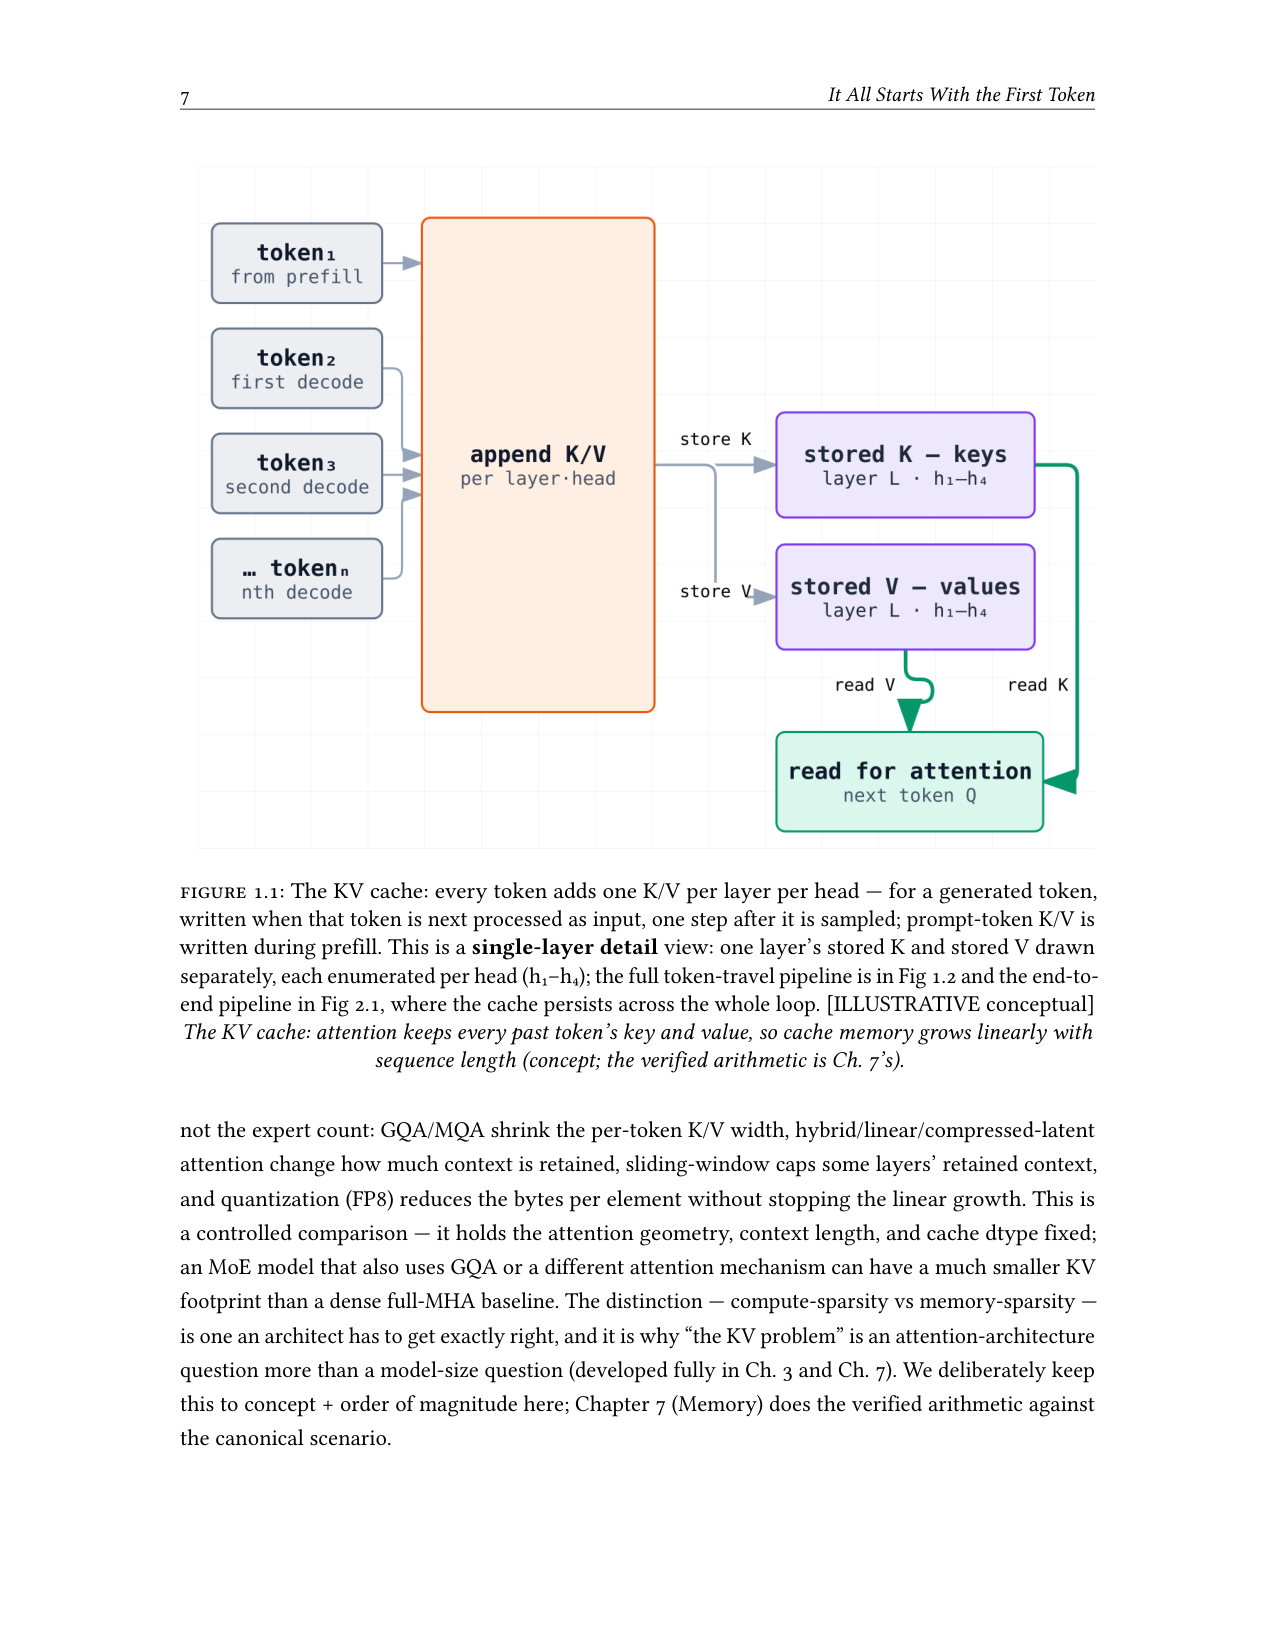 7
It All Starts With the First Token
token₁
from prefill
token₂
first decode
token₃
second decode
… tokenₙ
nth decode
append K/V
per layer·head
store K
store V
stored K – keys
layer L · h₁–h₄
stored V – values
layer L · h₁–h₄
read V
read K
read for attention
next token Q
FIGURE 1.1: The KV cache: every token adds one K/V per layer per head — for a generated token,
written when that token is next processed as input, one step after it is sampled; prompt-token K/V is
written during prefill. This is a single-layer detail view: one layer’s stored K and stored V drawn
separately, each enumerated per head (h₁–h₄); the full token-travel pipeline is in Fig 1.2 and the end-to-
end pipeline in Fig 2.1, where the cache persists across the whole loop. [ILLUSTRATIVE conceptual]
The KV cache: attention keeps every past token’s key and value, so cache memory grows linearly with
sequence length (concept; the verified arithmetic is Ch. 7’s).
not the expert count: GQA/MQA shrink the per-token K/V width, hybrid/linear/compressed-latent
attention change how much context is retained, sliding-window caps some layers’ retained context,
and quantization (FP8) reduces the bytes per element without stopping the linear growth. This is
a controlled comparison — it holds the attention geometry, context length, and cache dtype fixed;
an MoE model that also uses GQA or a different attention mechanism can have a much smaller KV
footprint than a dense full-MHA baseline. The distinction — compute-sparsity vs memory-sparsity —
is one an architect has to get exactly right, and it is why “the KV problem” is an attention-architecture
question more than a model-size question (developed fully in Ch. 3 and Ch. 7). We deliberately keep
this to concept + order of magnitude here; Chapter 7 (Memory) does the verified arithmetic against
the canonical scenario.